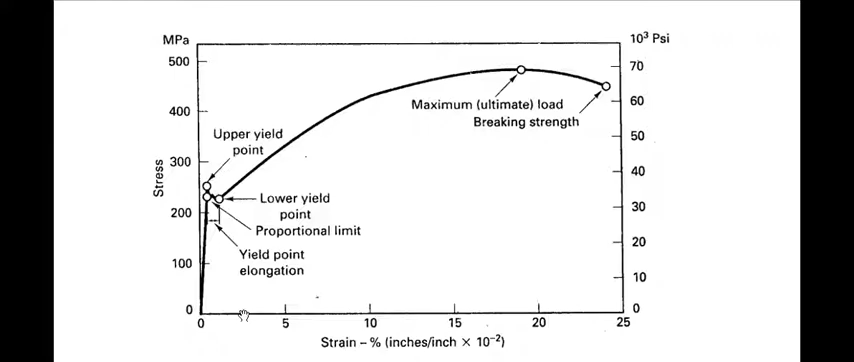 MPa
10³ Psi
500
400
300
200
100
0
Stress
70
60
50
40
30
20
10
0
Maximum (ultimate) load
Breaking strength
Upper yield
point
Lower yield
point
Proportional limit
Yield point
elongation
0 5 10 15 20 25
Strain – % (inches/inch × 10⁻²)